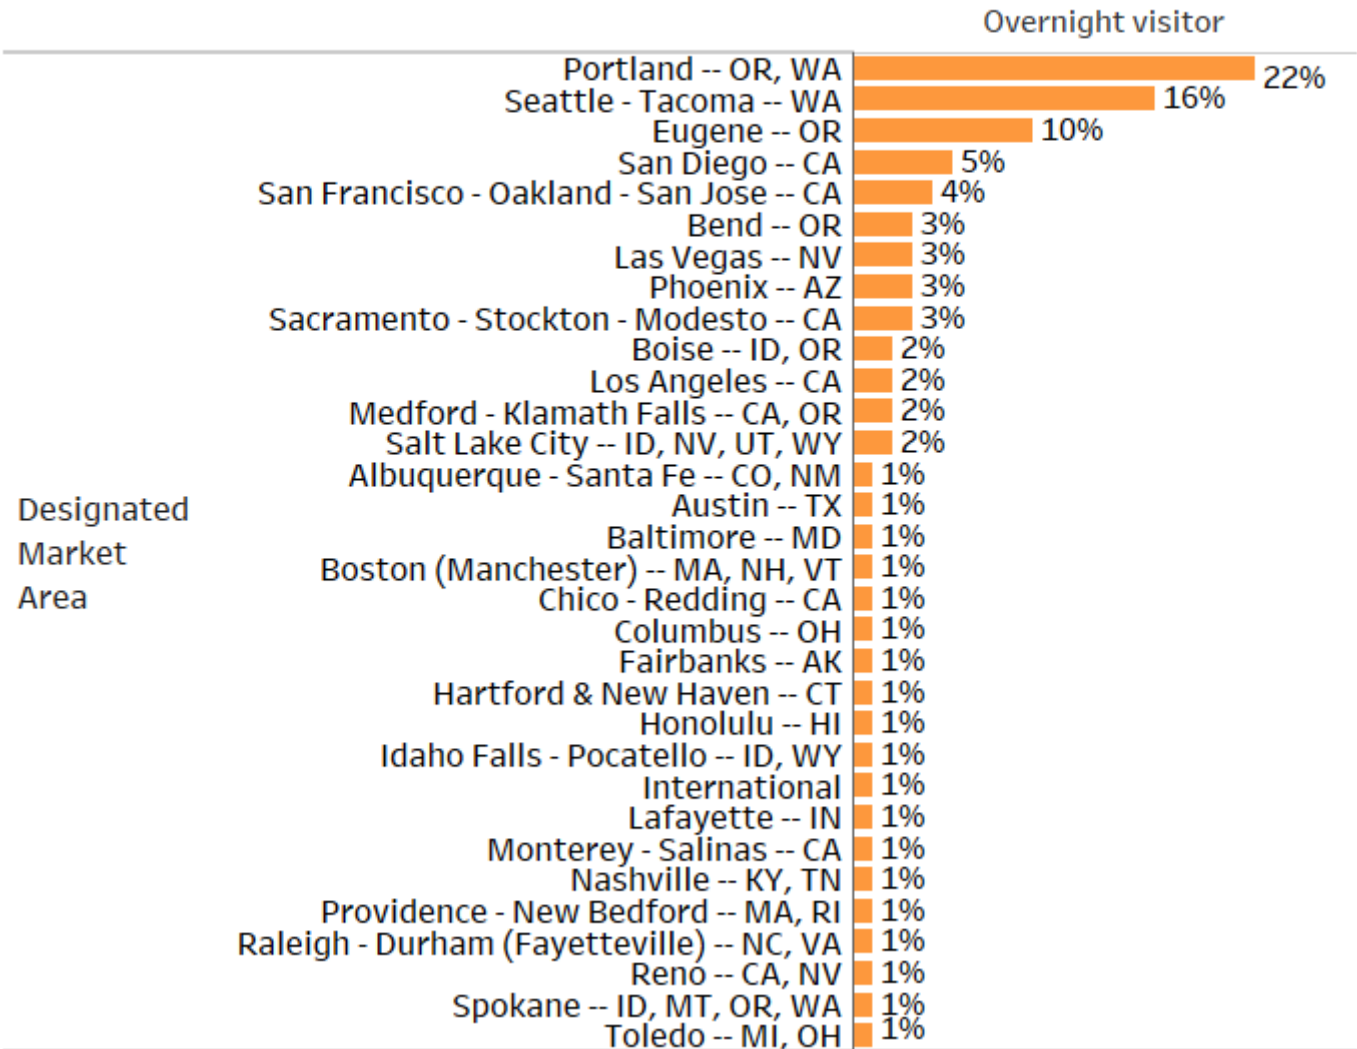 Overnight visitor
Portland -- OR, WA 22%
Seattle - Tacoma -- WA 16%
Eugene -- OR 10%
San Diego -- CA 5%
San Francisco - Oakland - San Jose -- CA 4%
Bend -- OR 3%
Las Vegas -- NV 3%
Phoenix -- AZ 3%
Sacramento - Stockton - Modesto -- CA 3%
Boise -- ID, OR 2%
Los Angeles -- CA 2%
Medford - Klamath Falls -- CA, OR 2%
Salt Lake City -- ID, NV, UT, WY 2%
Albuquerque - Santa Fe -- CO, NM 1%
Designated
Market
Area
Austin -- TX 1%
Baltimore -- MD 1%
Boston (Manchester) -- MA, NH, VT 1%
Chico - Redding -- CA 1%
Columbus -- OH 1%
Fairbanks -- AK 1%
Hartford & New Haven -- CT 1%
Honolulu -- HI 1%
Idaho Falls - Pocatello -- ID, WY 1%
International 1%
Lafayette -- IN 1%
Monterey - Salinas -- CA 1%
Nashville -- KY, TN 1%
Providence - New Bedford -- MA, RI 1%
Raleigh - Durham (Fayetteville) -- NC, VA 1%
Reno -- CA, NV 1%
Spokane -- ID, MT, OR, WA 1%
Toledo -- MI, OH 1%